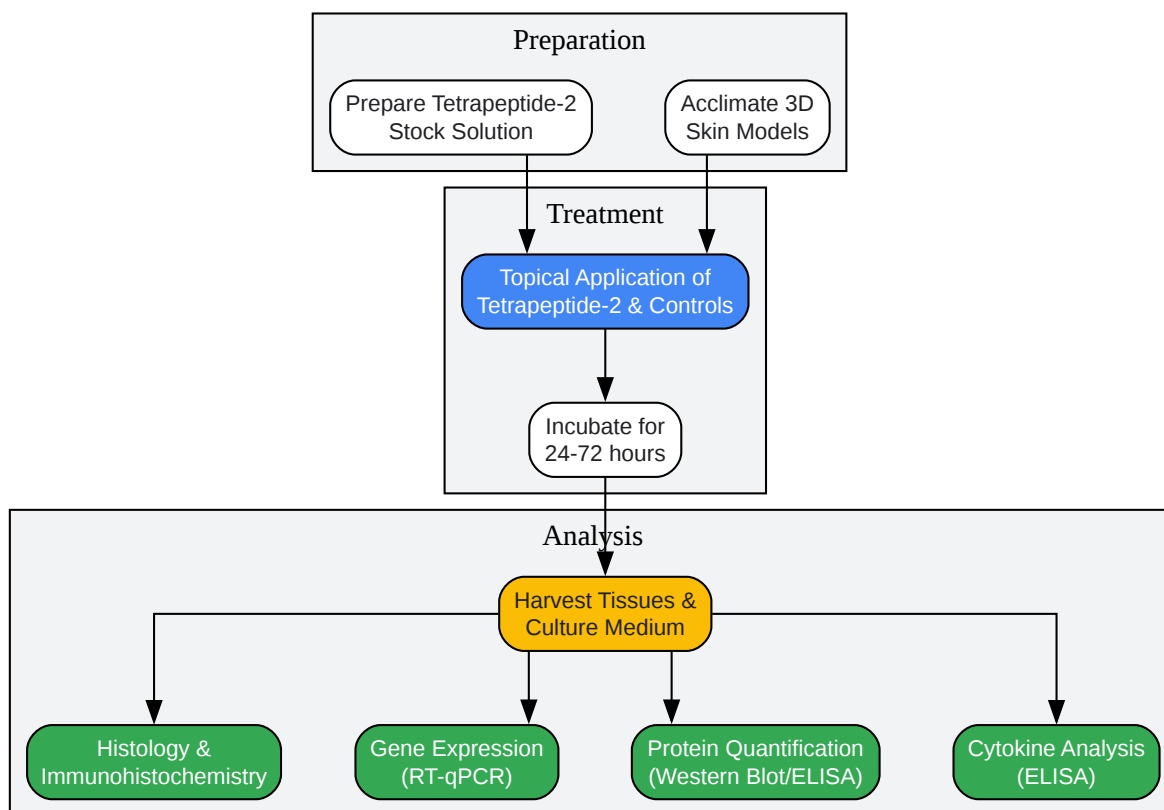 Preparation
Prepare Tetrapeptide-2
Stock Solution
Acclimate 3D
Skin Models
Treatment
Topical Application of
Tetrapeptide-2 & Controls
Incubate for
24-72 hours
Analysis
Harvest Tissues &
Culture Medium
Histology &
Immunohistochemistry
Gene Expression
(RT-qPCR)
Protein Quantification
(Western Blot/ELISA)
Cytokine Analysis
(ELISA)